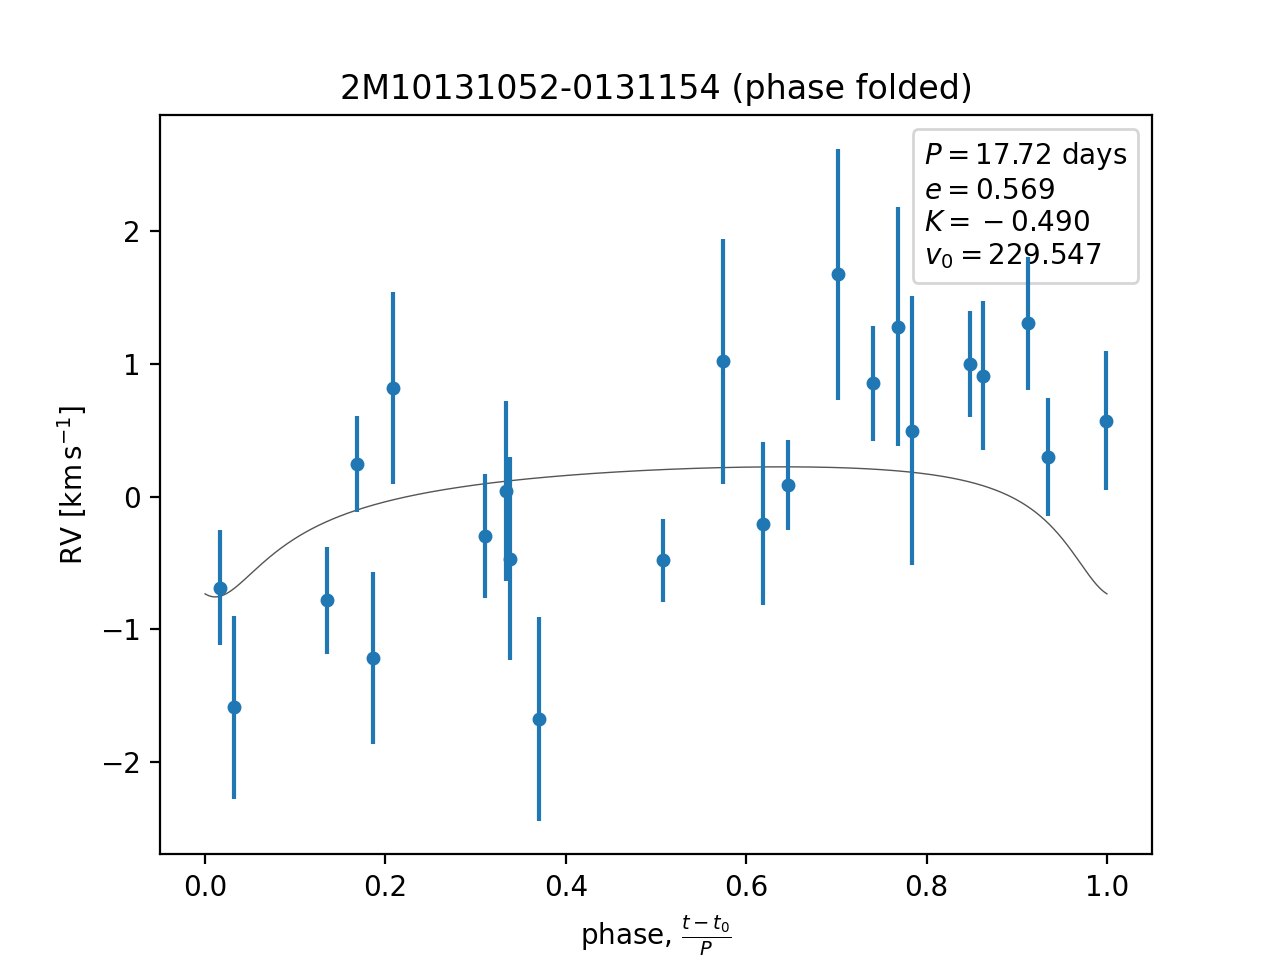 2M10131052-0131154 (phase folded)
P = 17.72 days
e = 0.569
K = −0.490
v₀ = 229.547
RV [km s⁻¹]
2
1
0
−1
−2
0.0 0.2 0.4 0.6 0.8 1.0
phase, (t − t₀)/P